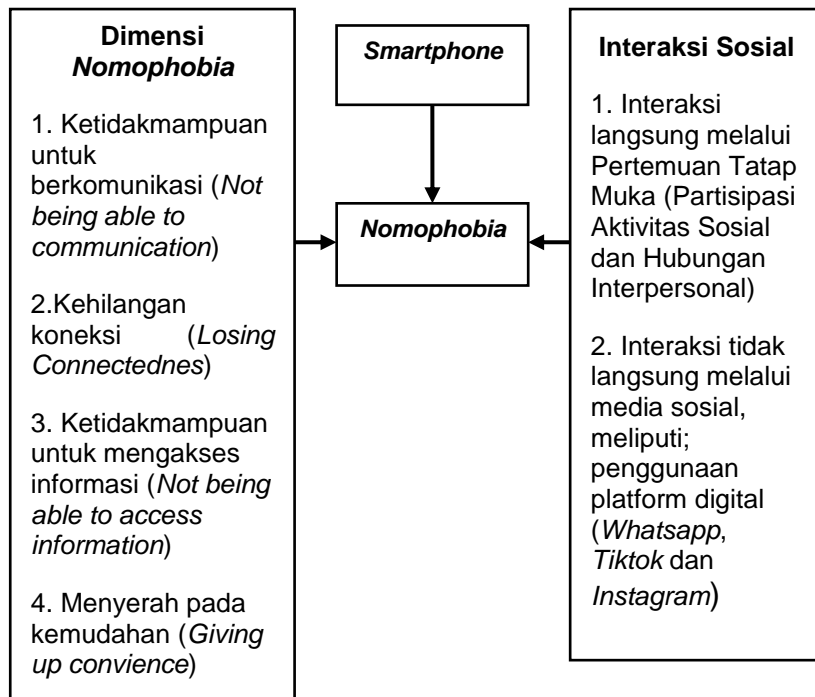 Dimensi
Nomophobia
1. Ketidakmampuan
untuk
berkomunikasi (Not
being able to
communication)
2.Kehilangan
koneksi (Losing
Connectednes)
3. Ketidakmampuan
untuk mengakses
informasi (Not being
able to access
information)
4. Menyerah pada
kemudahan (Giving
up convience)
Smartphone
Nomophobia
Interaksi Sosial
1. Interaksi
langsung melalui
Pertemuan Tatap
Muka (Partisipasi
Aktivitas Sosial
dan Hubungan
Interpersonal)
2. Interaksi tidak
langsung melalui
media sosial,
meliputi;
penggunaan
platform digital
(Whatsapp,
Tiktok dan
Instagram)